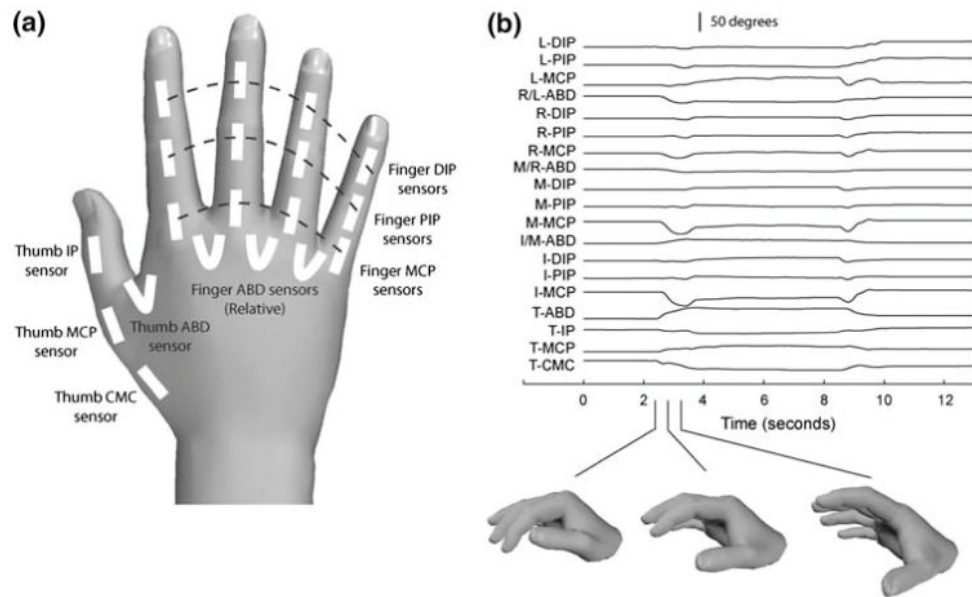 (a)
Finger DIP
sensors
Finger PIP
sensors
Finger MCP
sensors
Thumb IP
sensor
Finger ABD sensors
(Relative)
Thumb ABD
sensor
Thumb MCP
sensor
Thumb CMC
sensor
(b)
50 degrees
L-DIP
L-PIP
L-MCP
R/L-ABD
R-DIP
R-PIP
R-MCP
M/R-ABD
M-DIP
M-PIP
M-MCP
I/M-ABD
I-DIP
I-PIP
I-MCP
T-ABD
T-IP
T-MCP
T-CMC
0 2 4 6 8 10 12
Time (seconds)